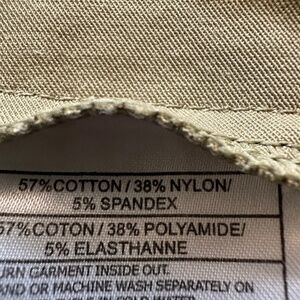 57%COTTON / 38% NYLON/
5% SPANDEX
57%COTON / 38% POLYAMIDE/
5% ELASTHANNE
URN GARMENT INSIDE OUT.
AND OR MACHINE WASH SEPARATELY ON